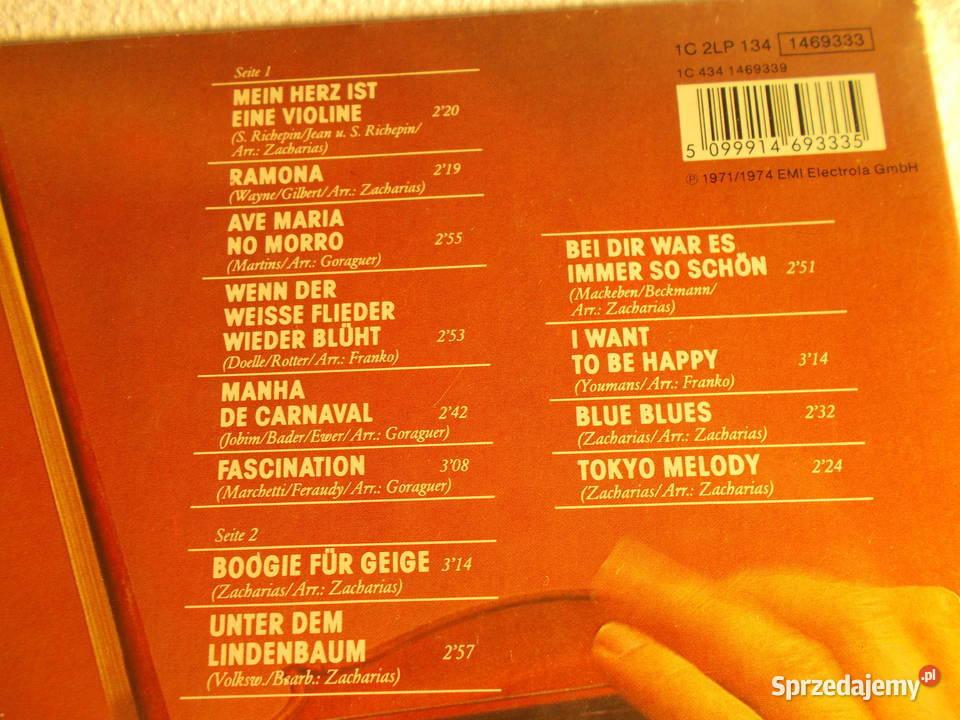 Seite 1
MEIN HERZ IST
EINE VIOLINE 2'20
(S. Richepin/Jean u. S. Richepin/
Arr.: Zacharias)
RAMONA 2'19
(Wayne/Gilbert/Arr.: Zacharias)
AVE MARIA
NO MORRO 2'55
(Martins/Arr.: Goraguer)
WENN DER
WEISSE FLIEDER
WIEDER BLÜHT 2'53
(Doelle/Rotter/Arr.: Franko)
MANHA
DE CARNAVAL 2'42
(Jobim/Bader/Ewer/Arr.: Goraguer)
FASCINATION 3'08
(Marchetti/Feraudy/Arr.: Goraguer)
Seite 2
BOOGIE FÜR GEIGE 3'14
(Zacharias/Arr.: Zacharias)
UNTER DEM
LINDENBAUM 2'57
(Volksw./Bearb.: Zacharias)
1C 2LP 134 1469333
1C 434 1469339
5 099914 693335
℗ 1971/1974 EMI Electrola GmbH
BEI DIR WAR ES
IMMER SO SCHÖN 2'51
(Mackeben/Beckmann/
Arr.: Zacharias)
I WANT
TO BE HAPPY 3'14
(Youmans/Arr.: Franko)
BLUE BLUES 2'32
(Zacharias/Arr.: Zacharias)
TOKYO MELODY 2'24
(Zacharias/Arr.: Zacharias)
Sprzedajemy.pl